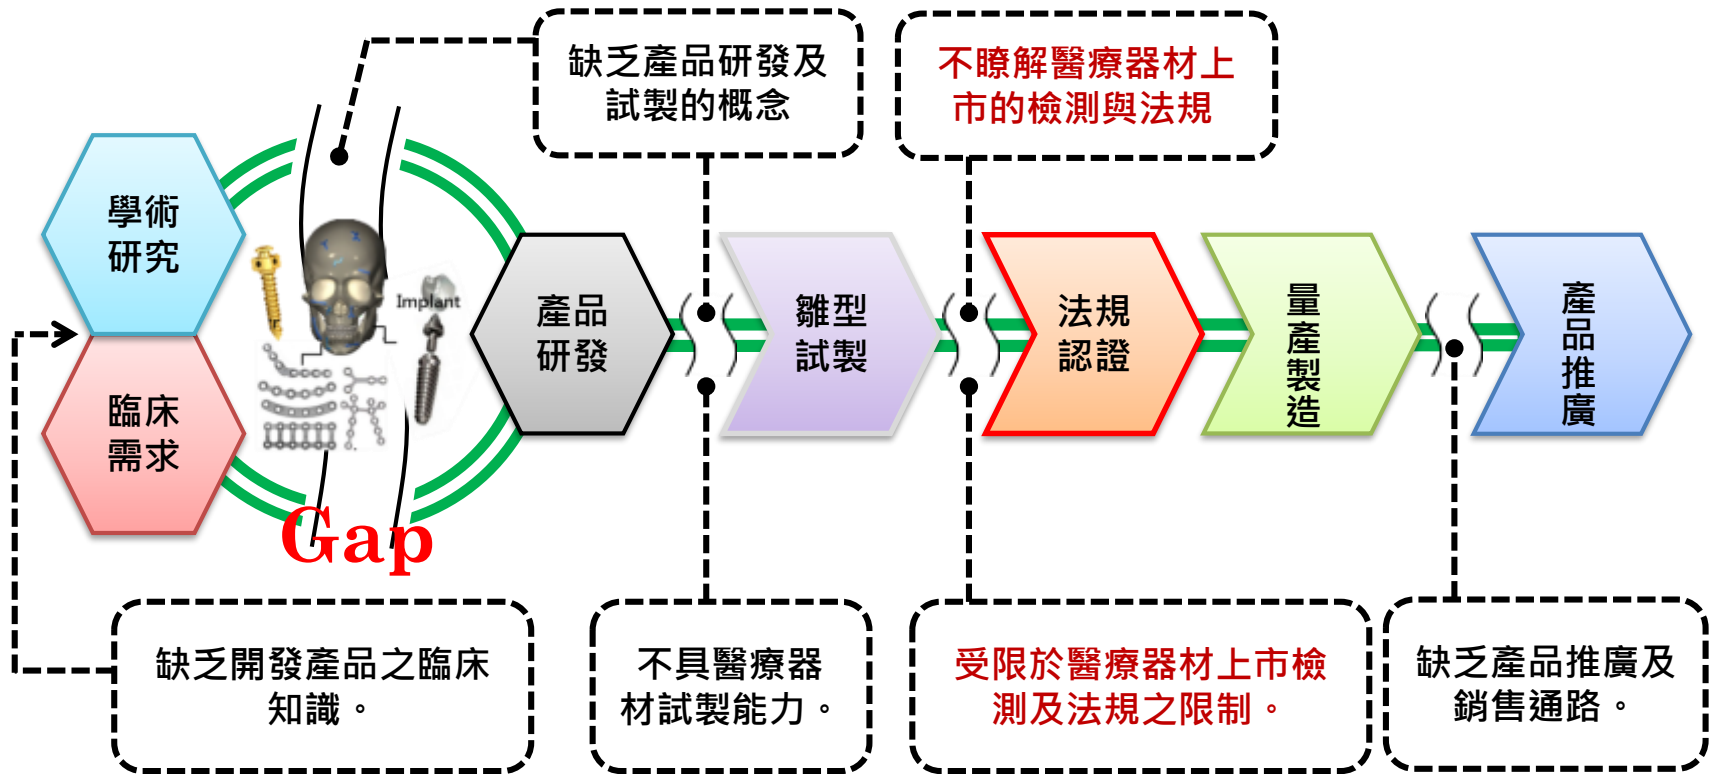 缺乏產品研發及
試製的概念
不瞭解醫療器材上
市的檢測與法規
學術
研究
臨床
需求
Implant
Gap
產品
研發
雛型
試製
法規
認證
量產製造
產品推廣
缺乏開發產品之臨床
知識。
不具醫療器
材試製能力。
受限於醫療器材上市檢
測及法規之限制。
缺乏產品推廣及
銷售通路。